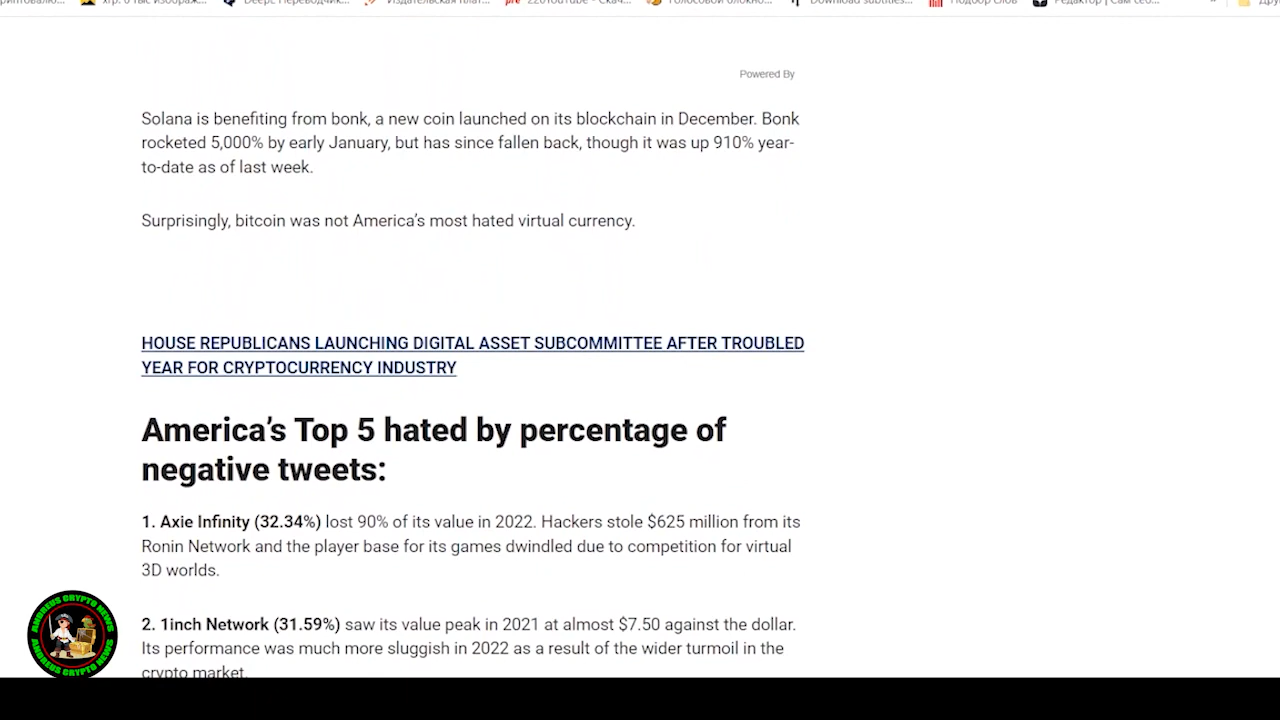 Powered By
Solana is benefiting from bonk, a new coin launched on its blockchain in December. Bonk
rocketed 5,000% by early January, but has since fallen back, though it was up 910% year-
to-date as of last week.
Surprisingly, bitcoin was not America's most hated virtual currency.
HOUSE REPUBLICANS LAUNCHING DIGITAL ASSET SUBCOMMITTEE AFTER TROUBLED
YEAR FOR CRYPTOCURRENCY INDUSTRY
America's Top 5 hated by percentage of
negative tweets:
1. Axie Infinity (32.34%) lost 90% of its value in 2022. Hackers stole $625 million from its
Ronin Network and the player base for its games dwindled due to competition for virtual
3D worlds.
2. 1inch Network (31.59%) saw its value peak in 2021 at almost $7.50 against the dollar.
Its performance was much more sluggish in 2022 as a result of the wider turmoil in the
crypto market.
ANDREUS CRYPTO NEWS
ANDREUS CRYPTO NEWS